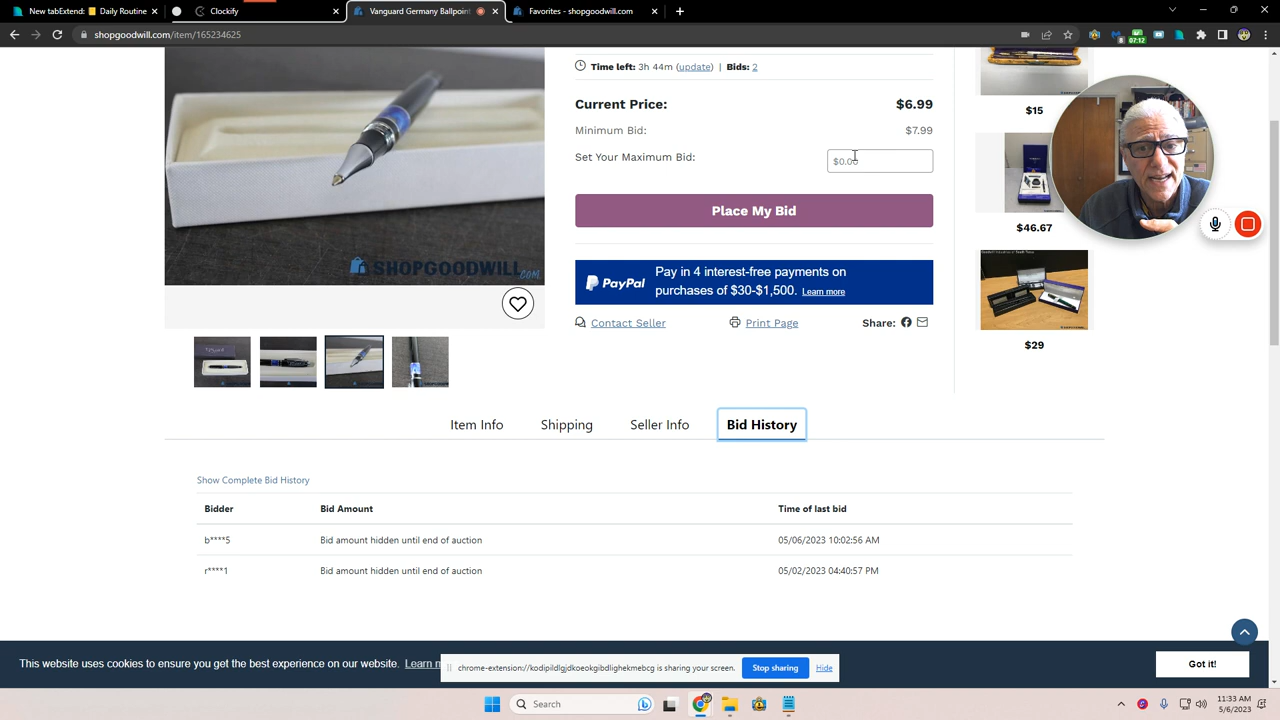 New tabExtend: Daily Routine
Clockify
Vanguard Germany Ballpoint
Favorites - shopgoodwill.com
shopgoodwill.com/item/165234625
07:12
Time left: 3h 44m (update) | Bids: 2
Current Price: $6.99
Minimum Bid: $7.99
Set Your Maximum Bid: $0.00
Place My Bid
PayPal Pay in 4 interest-free payments on
purchases of $30-$1,500. Learn more
Contact Seller Print Page Share:
SHOPGOODWILL.COM
$15
$46.67
$29
Item Info Shipping Seller Info Bid History
Show Complete Bid History
Bidder Bid Amount Time of last bid
b****5 Bid amount hidden until end of auction 05/06/2023 10:02:56 AM
r****1 Bid amount hidden until end of auction 05/02/2023 04:40:57 PM
This website uses cookies to ensure you get the best experience on our website. Learn
chrome-extension://kodipildlgjdkoeokgibdlighekmebcg is sharing your screen. Stop sharing Hide
Got it!
Search
11:33 AM
5/6/2023